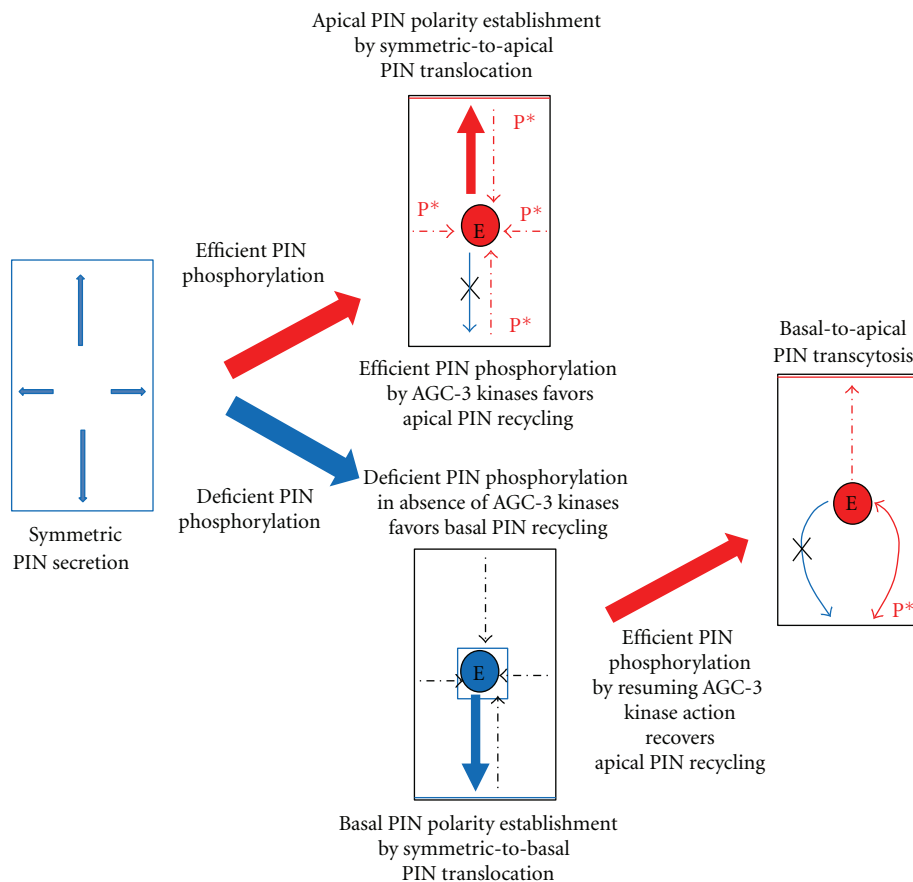 Apical PIN polarity establishment
by symmetric-to-apical
PIN translocation
P*
P*
P*
E
P*
Efficient PIN
phosphorylation
Efficient PIN phosphorylation
by AGC-3 kinases favors
apical PIN recycling
Symmetric
PIN secretion
Deficient PIN
phosphorylation
Deficient PIN phosphorylation
in absence of AGC-3 kinases
favors basal PIN recycling
E
Basal PIN polarity establishment
by symmetric-to-basal
PIN translocation
Efficient PIN
phosphorylation
by resuming AGC-3
kinase action
recovers
apical PIN recycling
Basal-to-apical
PIN transcytosis
E
P*